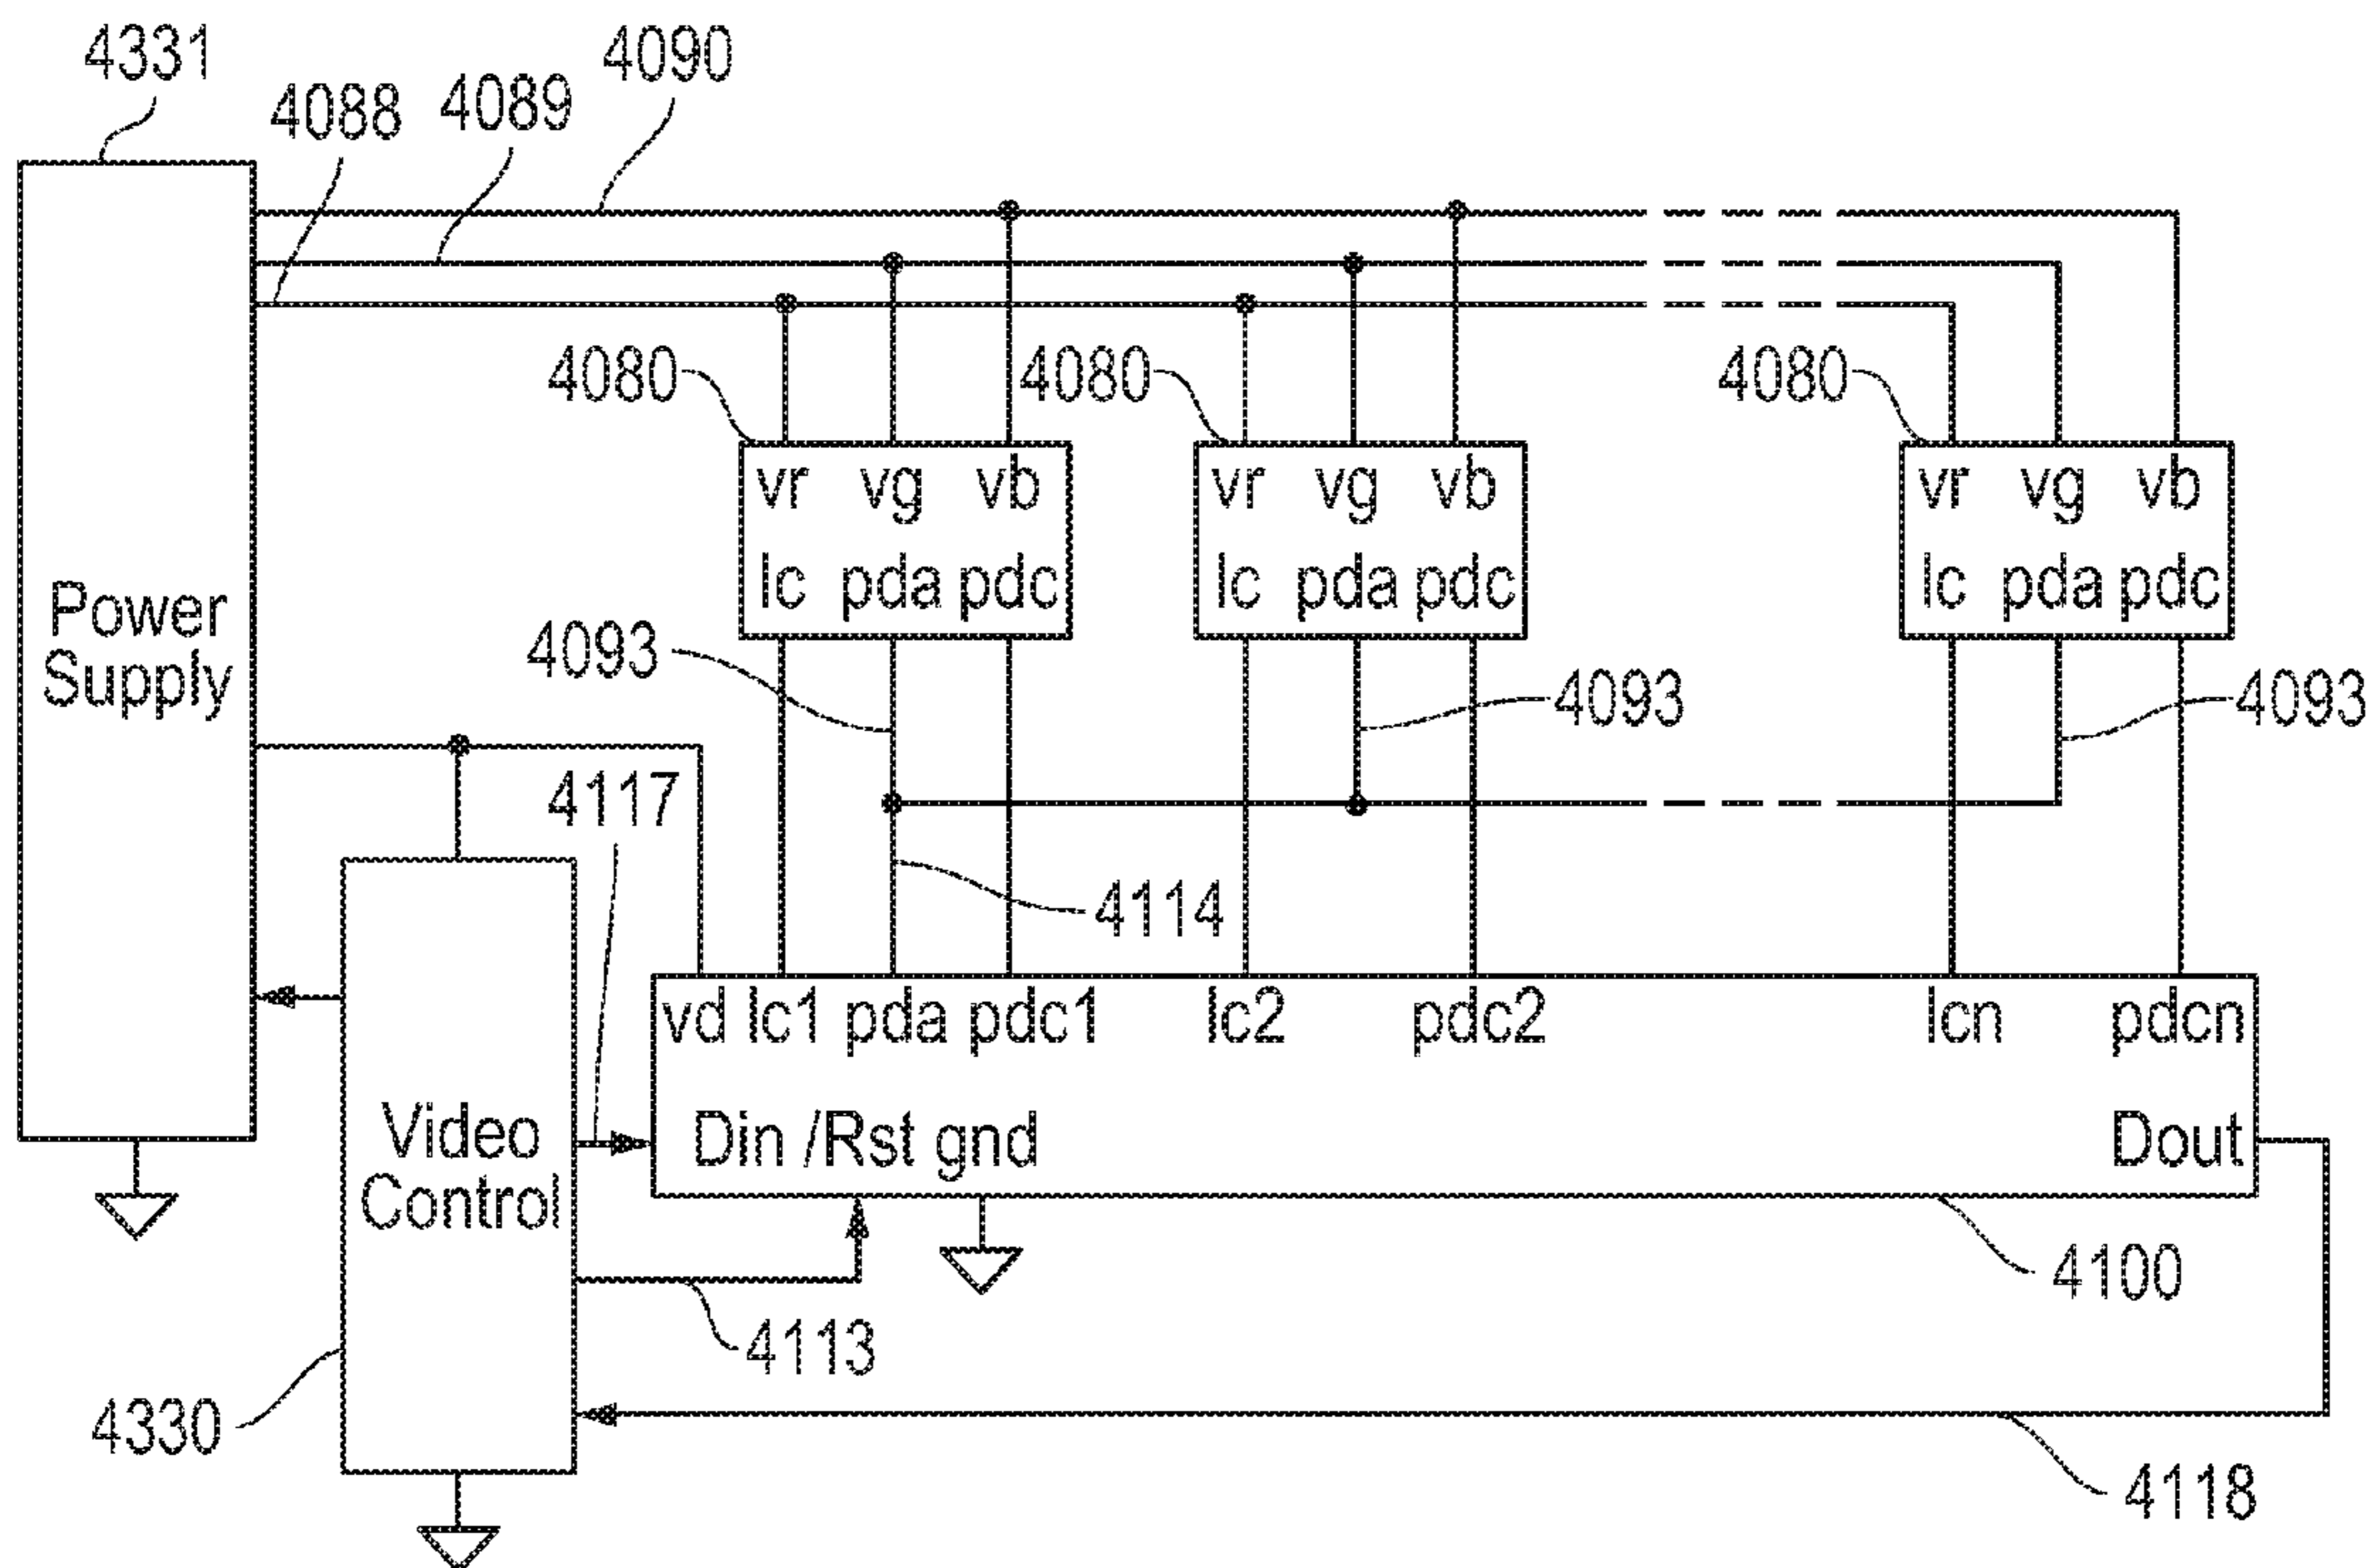 4331
4088
4089
4090
4080
4080
4080
vr vg vb
lc pda pdc
vr vg vb
lc pda pdc
vr vg vb
lc pda pdc
Power
Supply
4093
4093
4093
4117
4114
vd lc1 pda pdc1 lc2 pdc2 lcn pdcn
Din /Rst gnd Dout
Video
Control
4100
4113
4330
4118